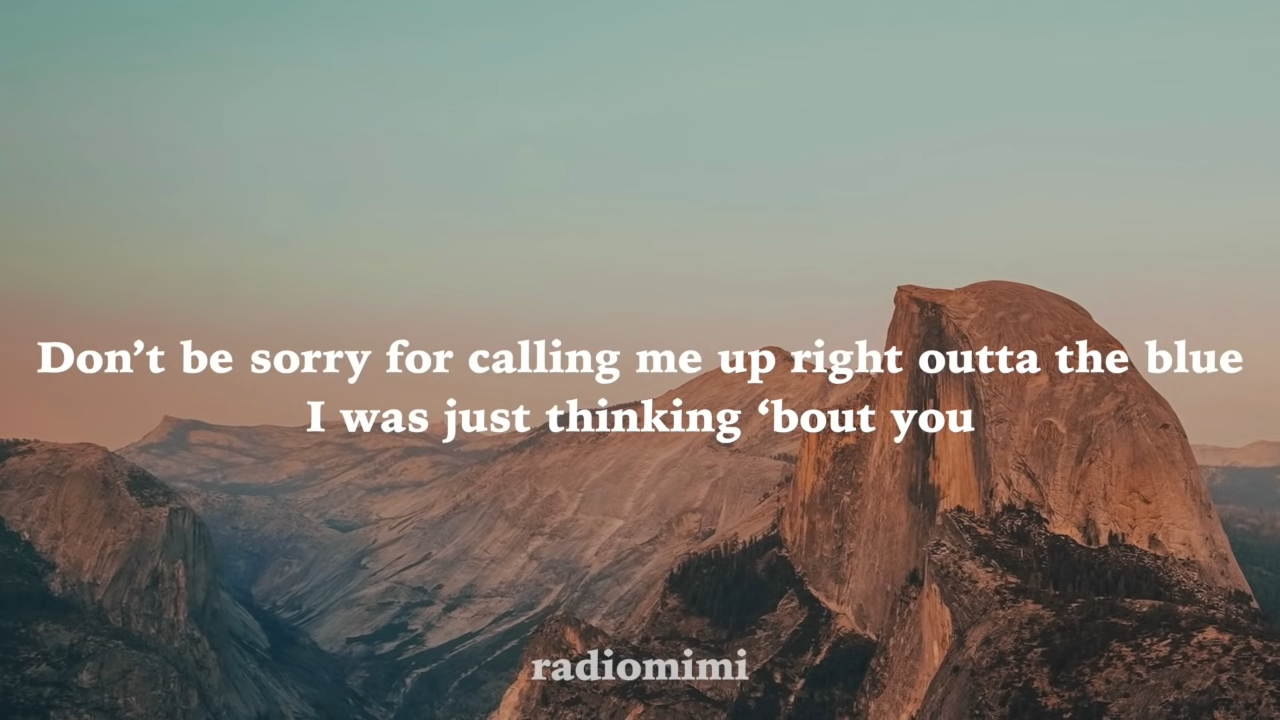 Don’t be sorry for calling me up right outta the blue
I was just thinking ‘bout you
radiomimi